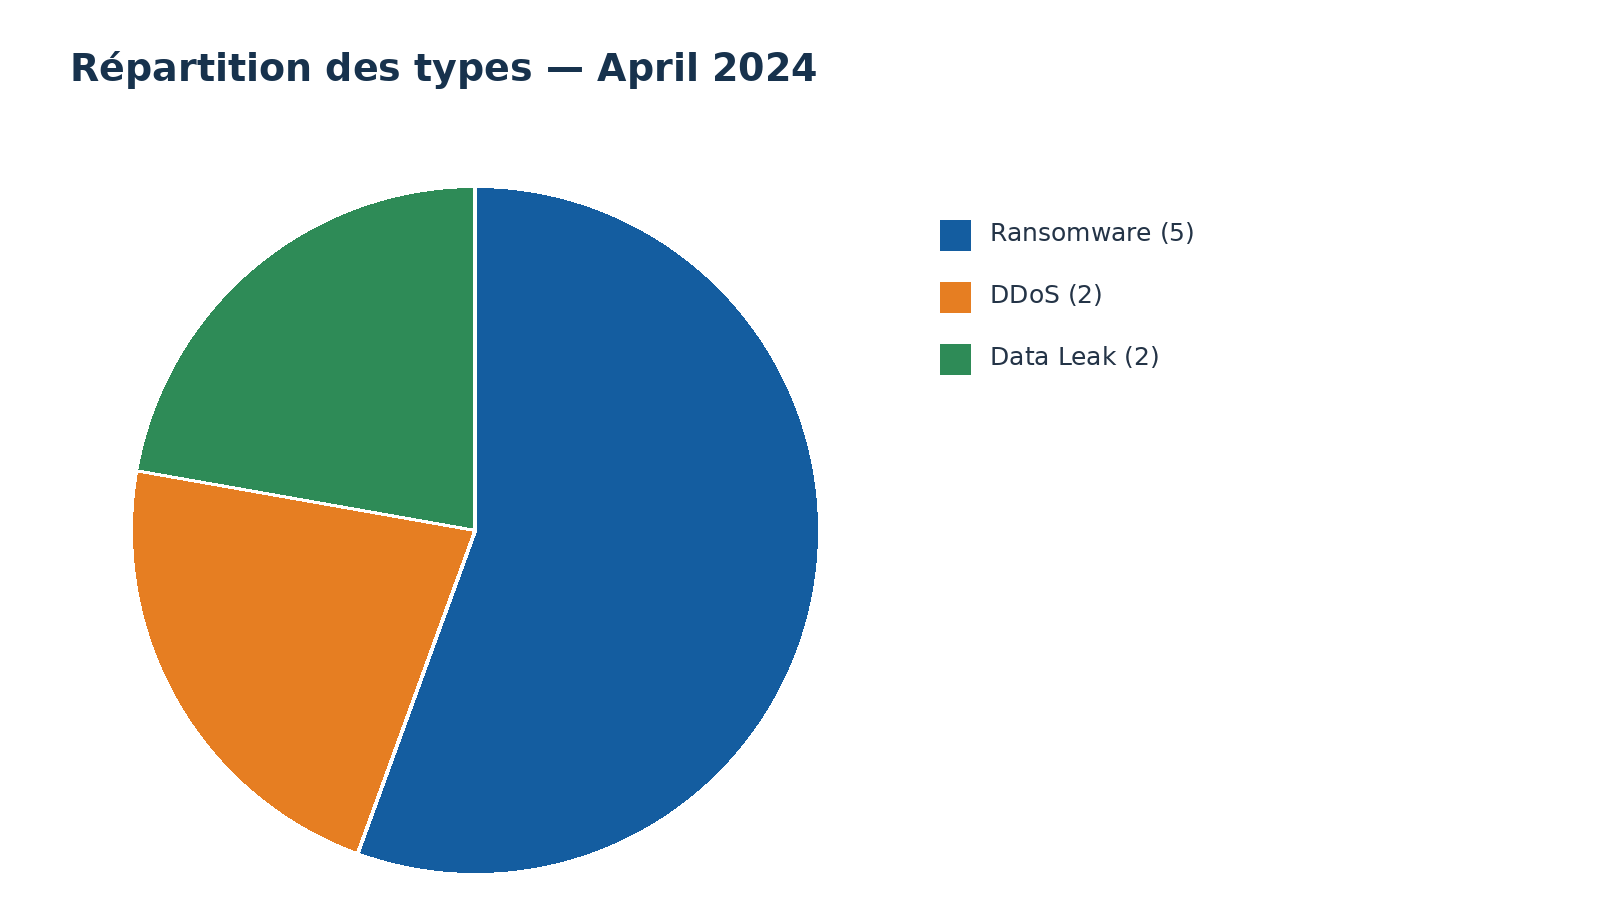 Répartition des types — April 2024
Ransomware (5)
DDoS (2)
Data Leak (2)